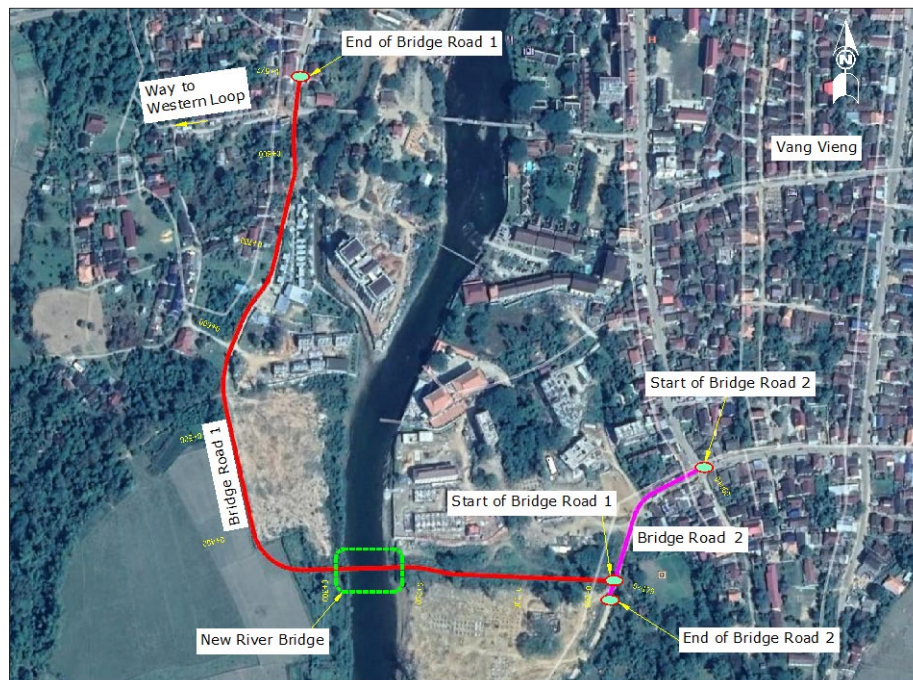 End of Bridge Road 1
Way to
Western Loop
N
Vang Vieng
Start of Bridge Road 2
Bridge Road 1
Start of Bridge Road 1
Bridge Road 2
New River Bridge
End of Bridge Road 2